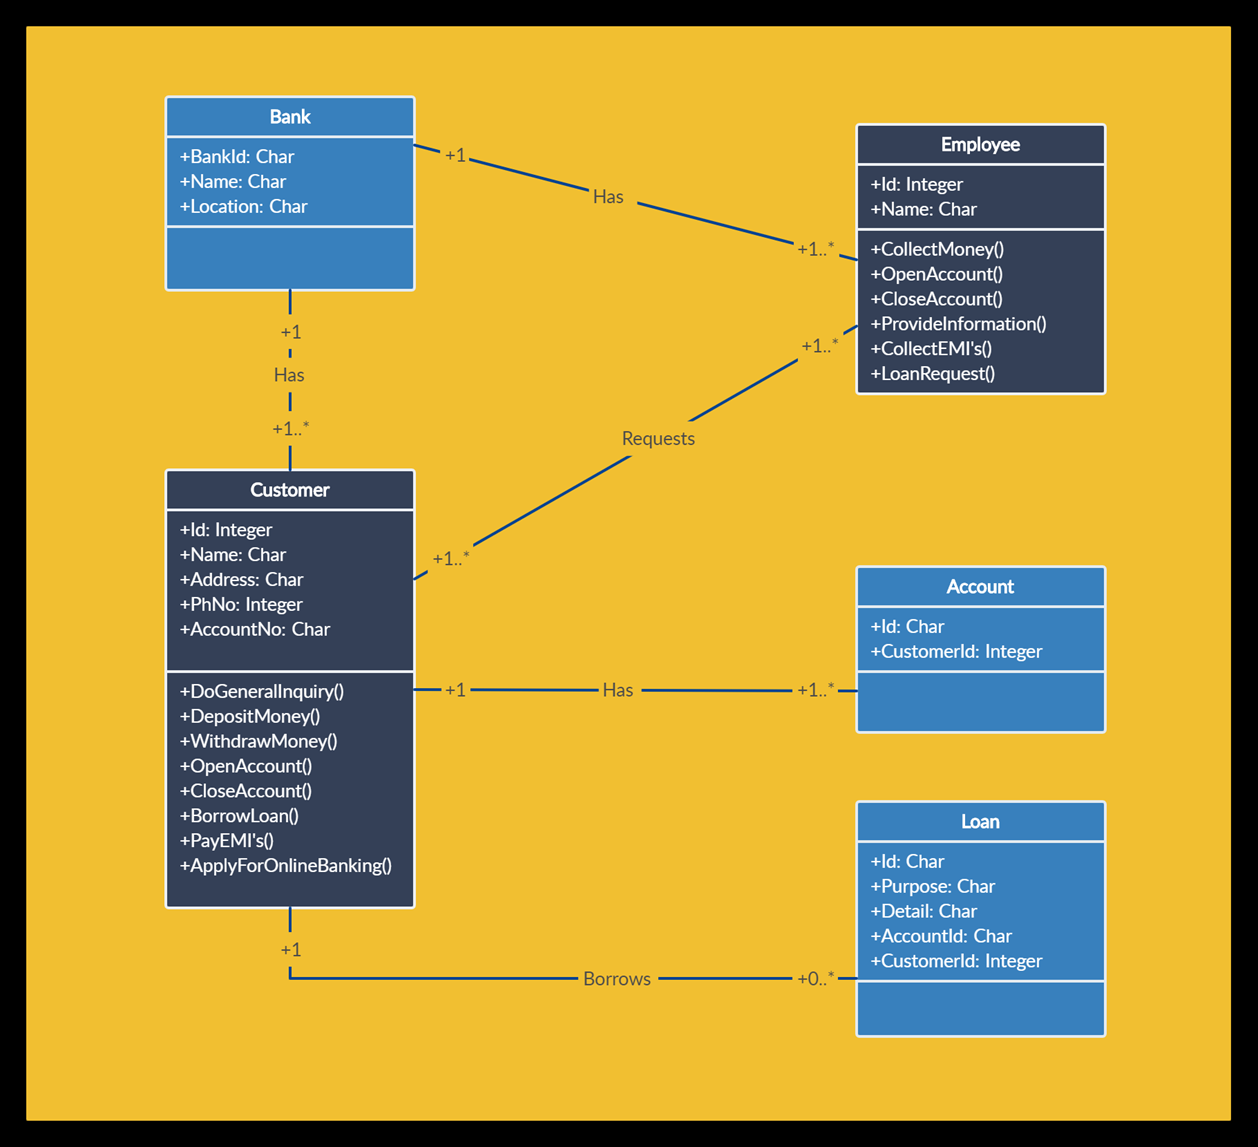 Bank
+BankId: Char
+Name: Char
+Location: Char
+1
Has
+1..*
Employee
+Id: Integer
+Name: Char
+CollectMoney()
+OpenAccount()
+CloseAccount()
+ProvideInformation()
+CollectEMI's()
+LoanRequest()
+1
Has
+1..*
+1..*
Requests
+1..*
Customer
+Id: Integer
+Name: Char
+Address: Char
+PhNo: Integer
+AccountNo: Char
+DoGeneralInquiry()
+DepositMoney()
+WithdrawMoney()
+OpenAccount()
+CloseAccount()
+BorrowLoan()
+PayEMI's()
+ApplyForOnlineBanking()
+1
Has
+1..*
Account
+Id: Char
+CustomerId: Integer
Loan
+Id: Char
+Purpose: Char
+Detail: Char
+AccountId: Char
+CustomerId: Integer
+1
Borrows
+0..*